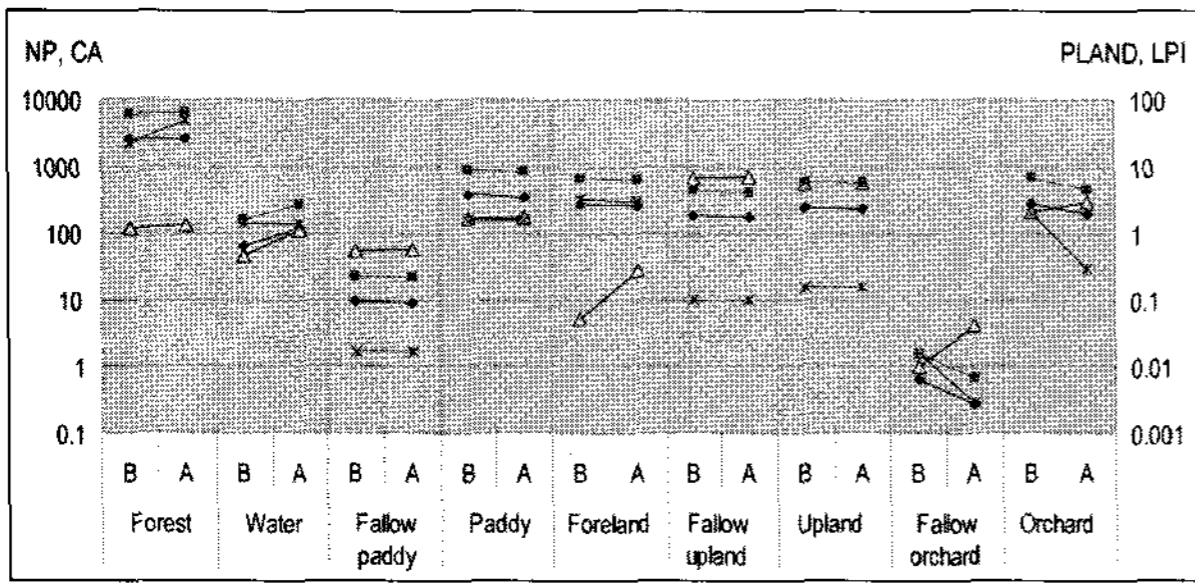 NP, CA PLAND, LPI
10000 100
1000 10
100 1
10 0.1
1 0.01
0.1 0.001
B A B A B A B A B A B A B A B A B A
Forest Water Fallow Paddy Foreland Fallow Upland Fallow Orchard
paddy upland orchard